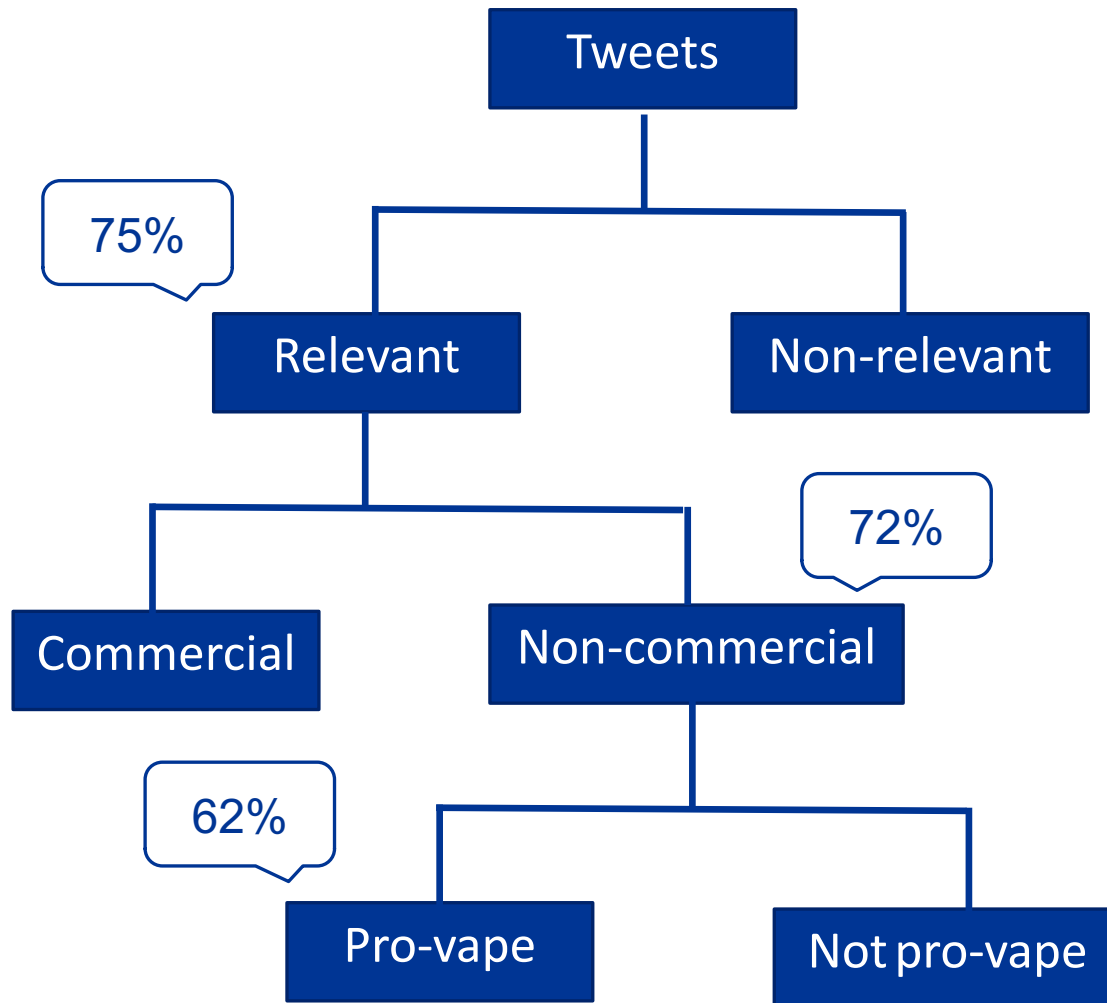 Tweets
75%
Relevant
Non-relevant
72%
Commercial
Non-commercial
62%
Pro-vape
Not pro-vape